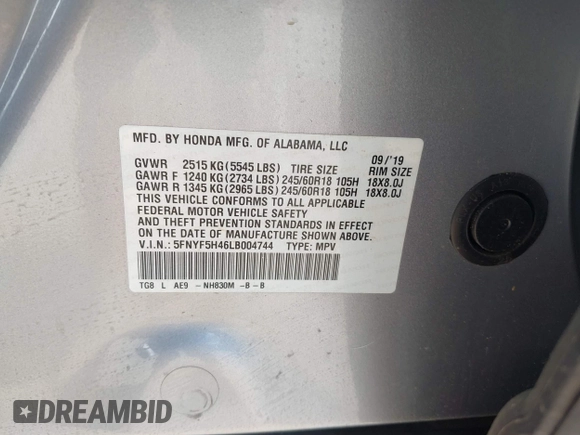 MFD. BY HONDA MFG. OF ALABAMA, LLC
GVWR 2515 KG (5545 LBS) TIRE SIZE 09/'19 RIM SIZE
GAWR F 1240 KG (2734 LBS) 245/60R18 105H 18X8.0J
GAWR R 1345 KG (2965 LBS) 245/60R18 105H 18X8.0J
THIS VEHICLE CONFORMS TO ALL APPLICABLE
FEDERAL MOTOR VEHICLE SAFETY
AND THEFT PREVENTION STANDARDS IN EFFECT
ON THE DATE OF MANUFACTURE SHOWN ABOVE.
V.I.N.: 5FNYF5H46LB004744 TYPE: MPV
TG8 L AE9 -NH830M -B-B
DREAMBID